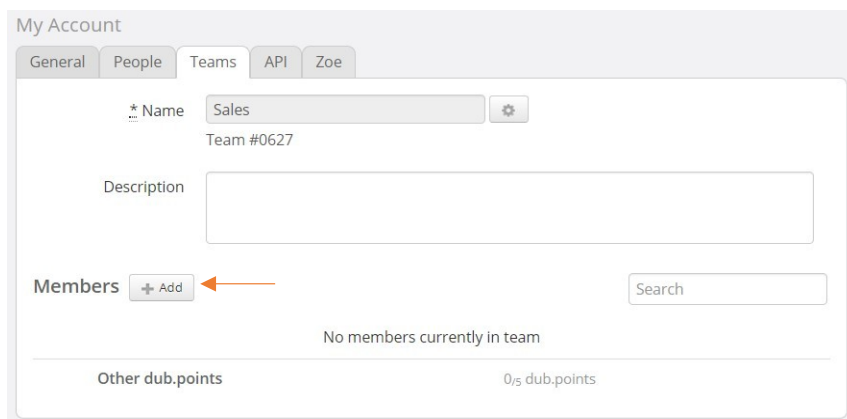 My Account
General People Teams API Zoe
* Name Sales
Team #0627
Description
Members + Add Search
No members currently in team
Other dub.points 0/5 dub.points